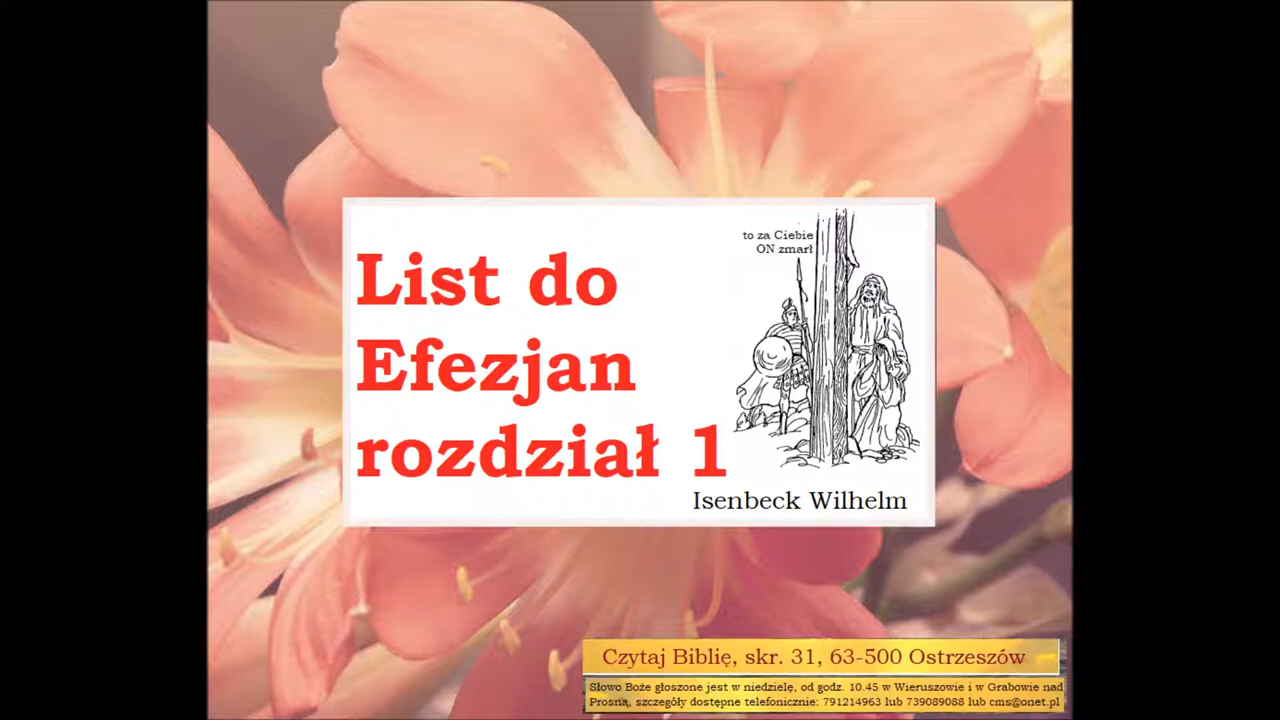 to za Ciebie
ON zmarł
List do
Efezjan
rozdział 1
Isenbeck Wilhelm
Czytaj Biblię, skr. 31, 63-500 Ostrzeszów
Słowo Boże głoszone jest w niedzielę, od godz. 10.45 w Wieruszowie i w Grabowie nad
Prosną, szczegóły dostępne telefonicznie: 791214963 lub 739089088 lub cms@onet.pl